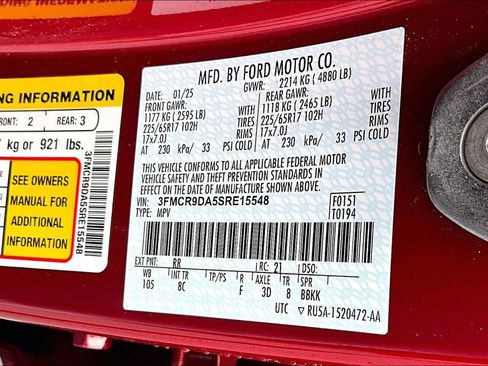 NG INFORMATION
FRONT: 2 REAR: 3
kg or 921 lbs.
SEE OWNERS
MANUAL FOR
ADDITIONAL
INFORMATION
3FMCR9DA5SRE15548
MFD. BY FORD MOTOR CO.
01/25 GVWR: 2214 KG ( 4880 LB)
FRONT GAWR: REAR GAWR:
1177 KG ( 2595 LB) WITH 1118 KG ( 2465 LB) WITH
225/65R17 102H TIRES 225/65R17 102H TIRES
17x7.0J RIMS 17x7.0J RIMS
AT 230 kPa/ 33 PSI COLD AT 230 kPa/ 33 PSI COLD
THIS VEHICLE CONFORMS TO ALL APPLICABLE FEDERAL MOTOR
VEHICLE SAFETY AND THEFT PREVENTION STANDARDS IN
EFFECT ON THE DATE OF MANUFACTURE SHOWN ABOVE.
VIN: 3FMCR9DA5SRE15548 F0151
TYPE: MPV T0194
EXT PNT: RR RC: 21 DSO:
WB INT TR TP/PS R AXLE TR SPR
105 8C F 3D 8 BBKK
UTC ▽ RU5A-1520472-AA